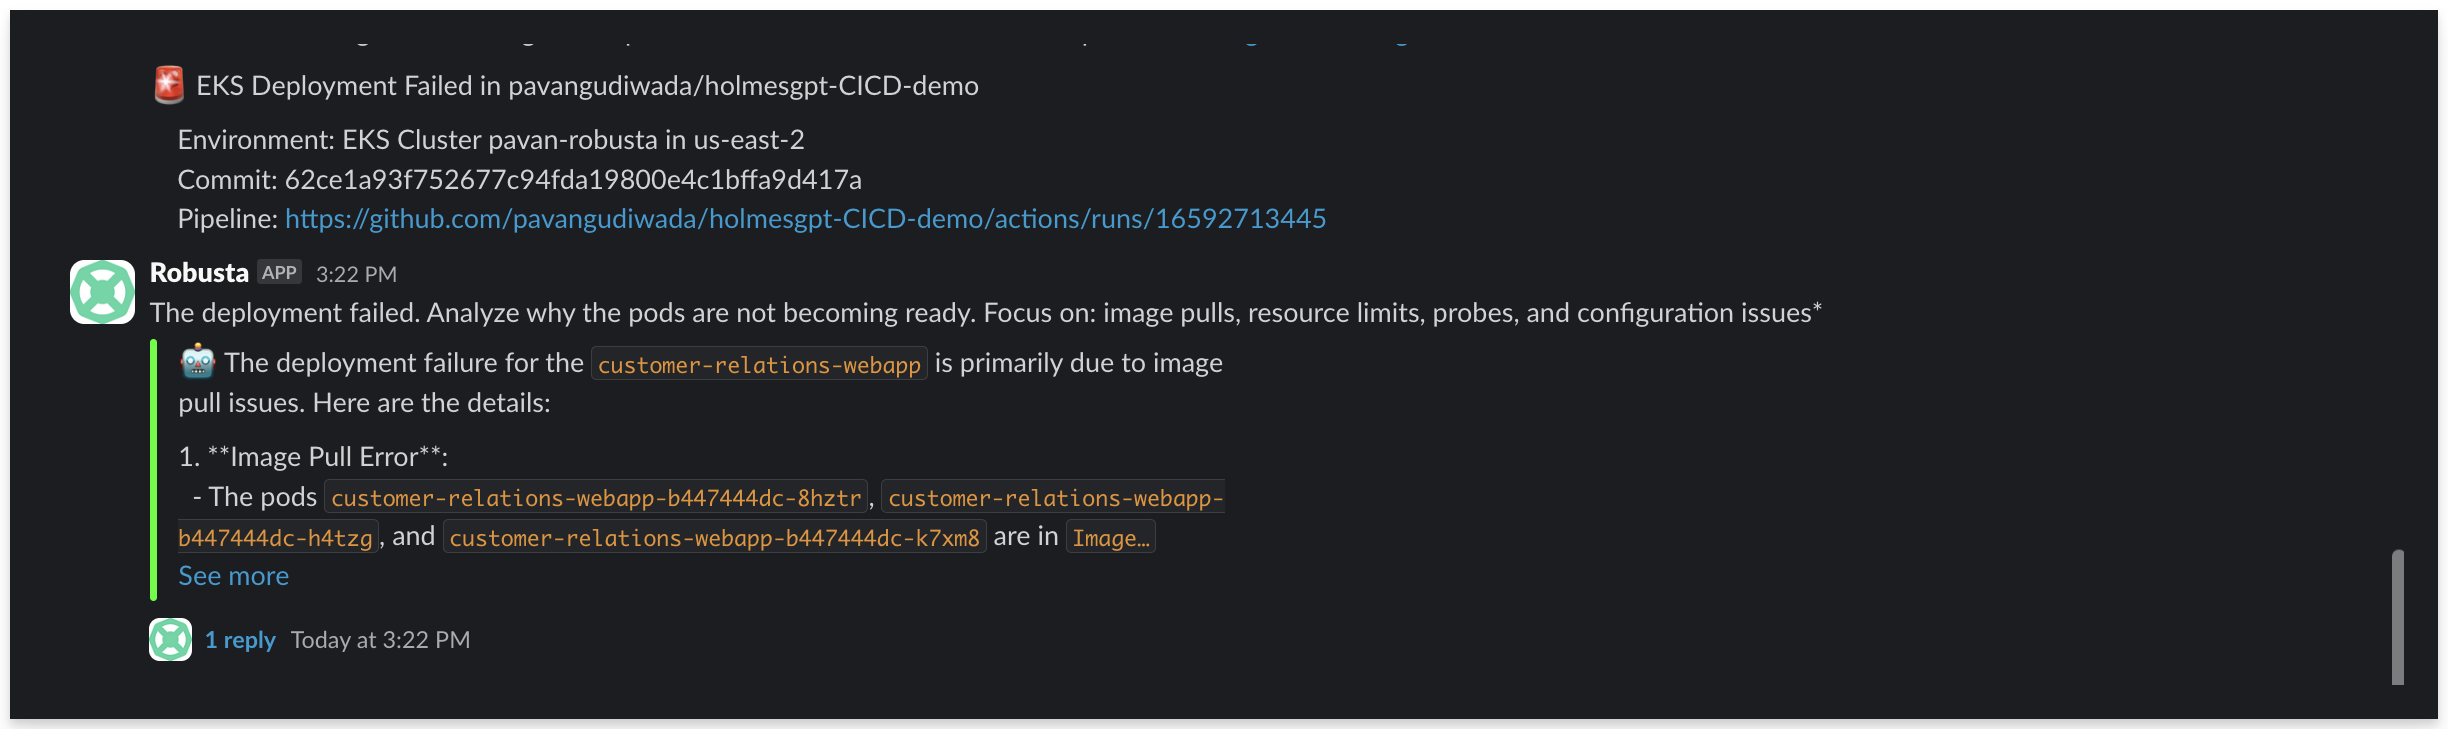 EKS Deployment Failed in pavangudiwada/holmesgpt-CICD-demo
Environment: EKS Cluster pavan-robusta in us-east-2
Commit: 62ce1a93f752677c94fda19800e4c1bffa9d417a
Pipeline: https://github.com/pavangudiwada/holmesgpt-CICD-demo/actions/runs/16592713445
Robusta APP 3:22 PM
The deployment failed. Analyze why the pods are not becoming ready. Focus on: image pulls, resource limits, probes, and configuration issues*
The deployment failure for the customer-relations-webapp is primarily due to image
pull issues. Here are the details:
1. **Image Pull Error**:
- The pods customer-relations-webapp-b447444dc-8hztr, customer-relations-webapp-
b447444dc-h4tzg, and customer-relations-webapp-b447444dc-k7xm8 are in Image…
See more
1 reply Today at 3:22 PM